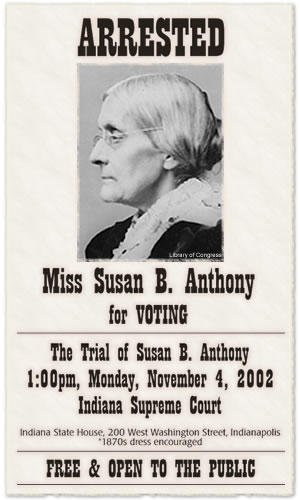 ARRESTED
Library of Congress
Miss Susan B. Anthony
for VOTING
The Trial of Susan B. Anthony
1:00pm, Monday, November 4, 2002
Indiana Supreme Court
Indiana State House, 200 West Washington Street, Indianapolis
*1870s dress encouraged
FREE & OPEN TO THE PUBLIC